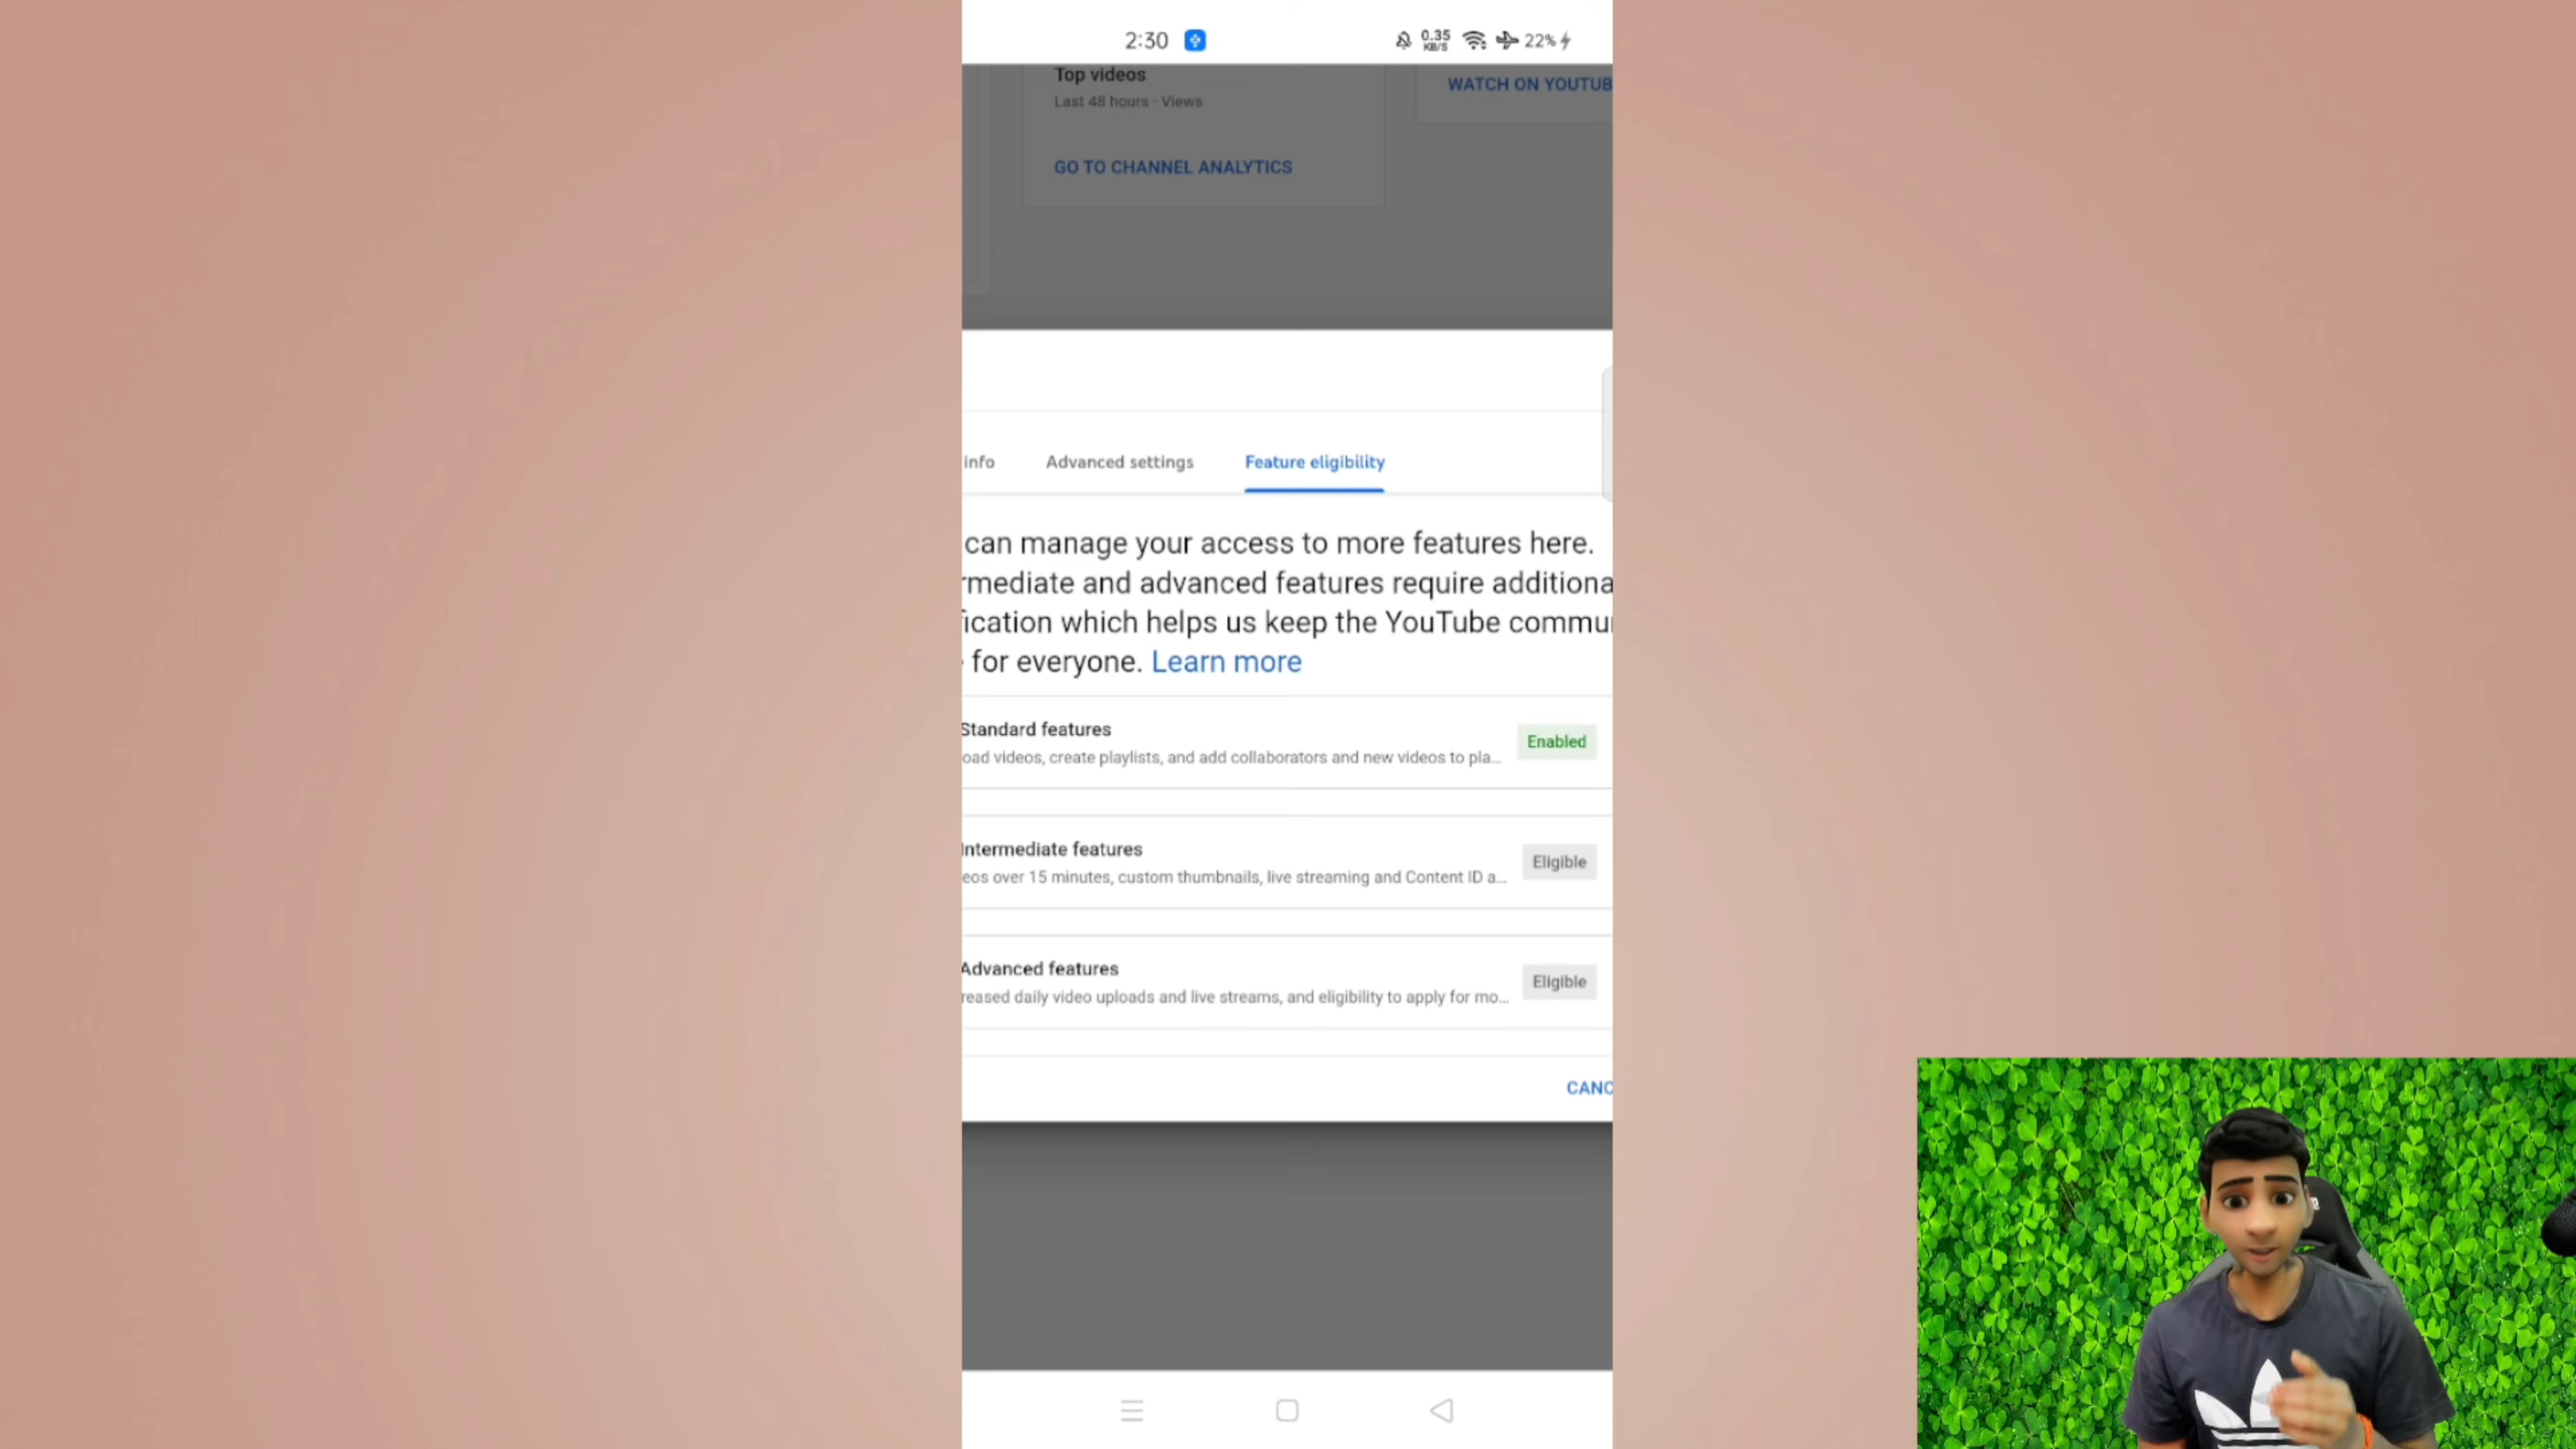 2:30 0.35 KB/S 22%
Top videos
Last 48 hours · Views
WATCH ON YOUTUB
GO TO CHANNEL ANALYTICS
info Advanced settings Feature eligibility
can manage your access to more features here.
rmediate and advanced features require additiona
fication which helps us keep the YouTube commu
for everyone. Learn more
Standard features
oad videos, create playlists, and add collaborators and new videos to pla...
Enabled
Intermediate features
eos over 15 minutes, custom thumbnails, live streaming and Content ID a...
Eligible
Advanced features
reased daily video uploads and live streams, and eligibility to apply for mo...
Eligible
CANC